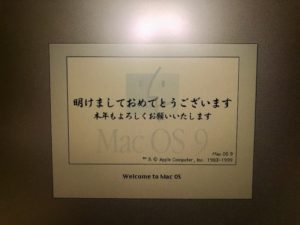 明けましておめでとうございます
本年もよろしくお願いいたします
Mac OS 9
Mac OS 9
™ & © Apple Computer, Inc. 1983-1999
Welcome to Mac OS